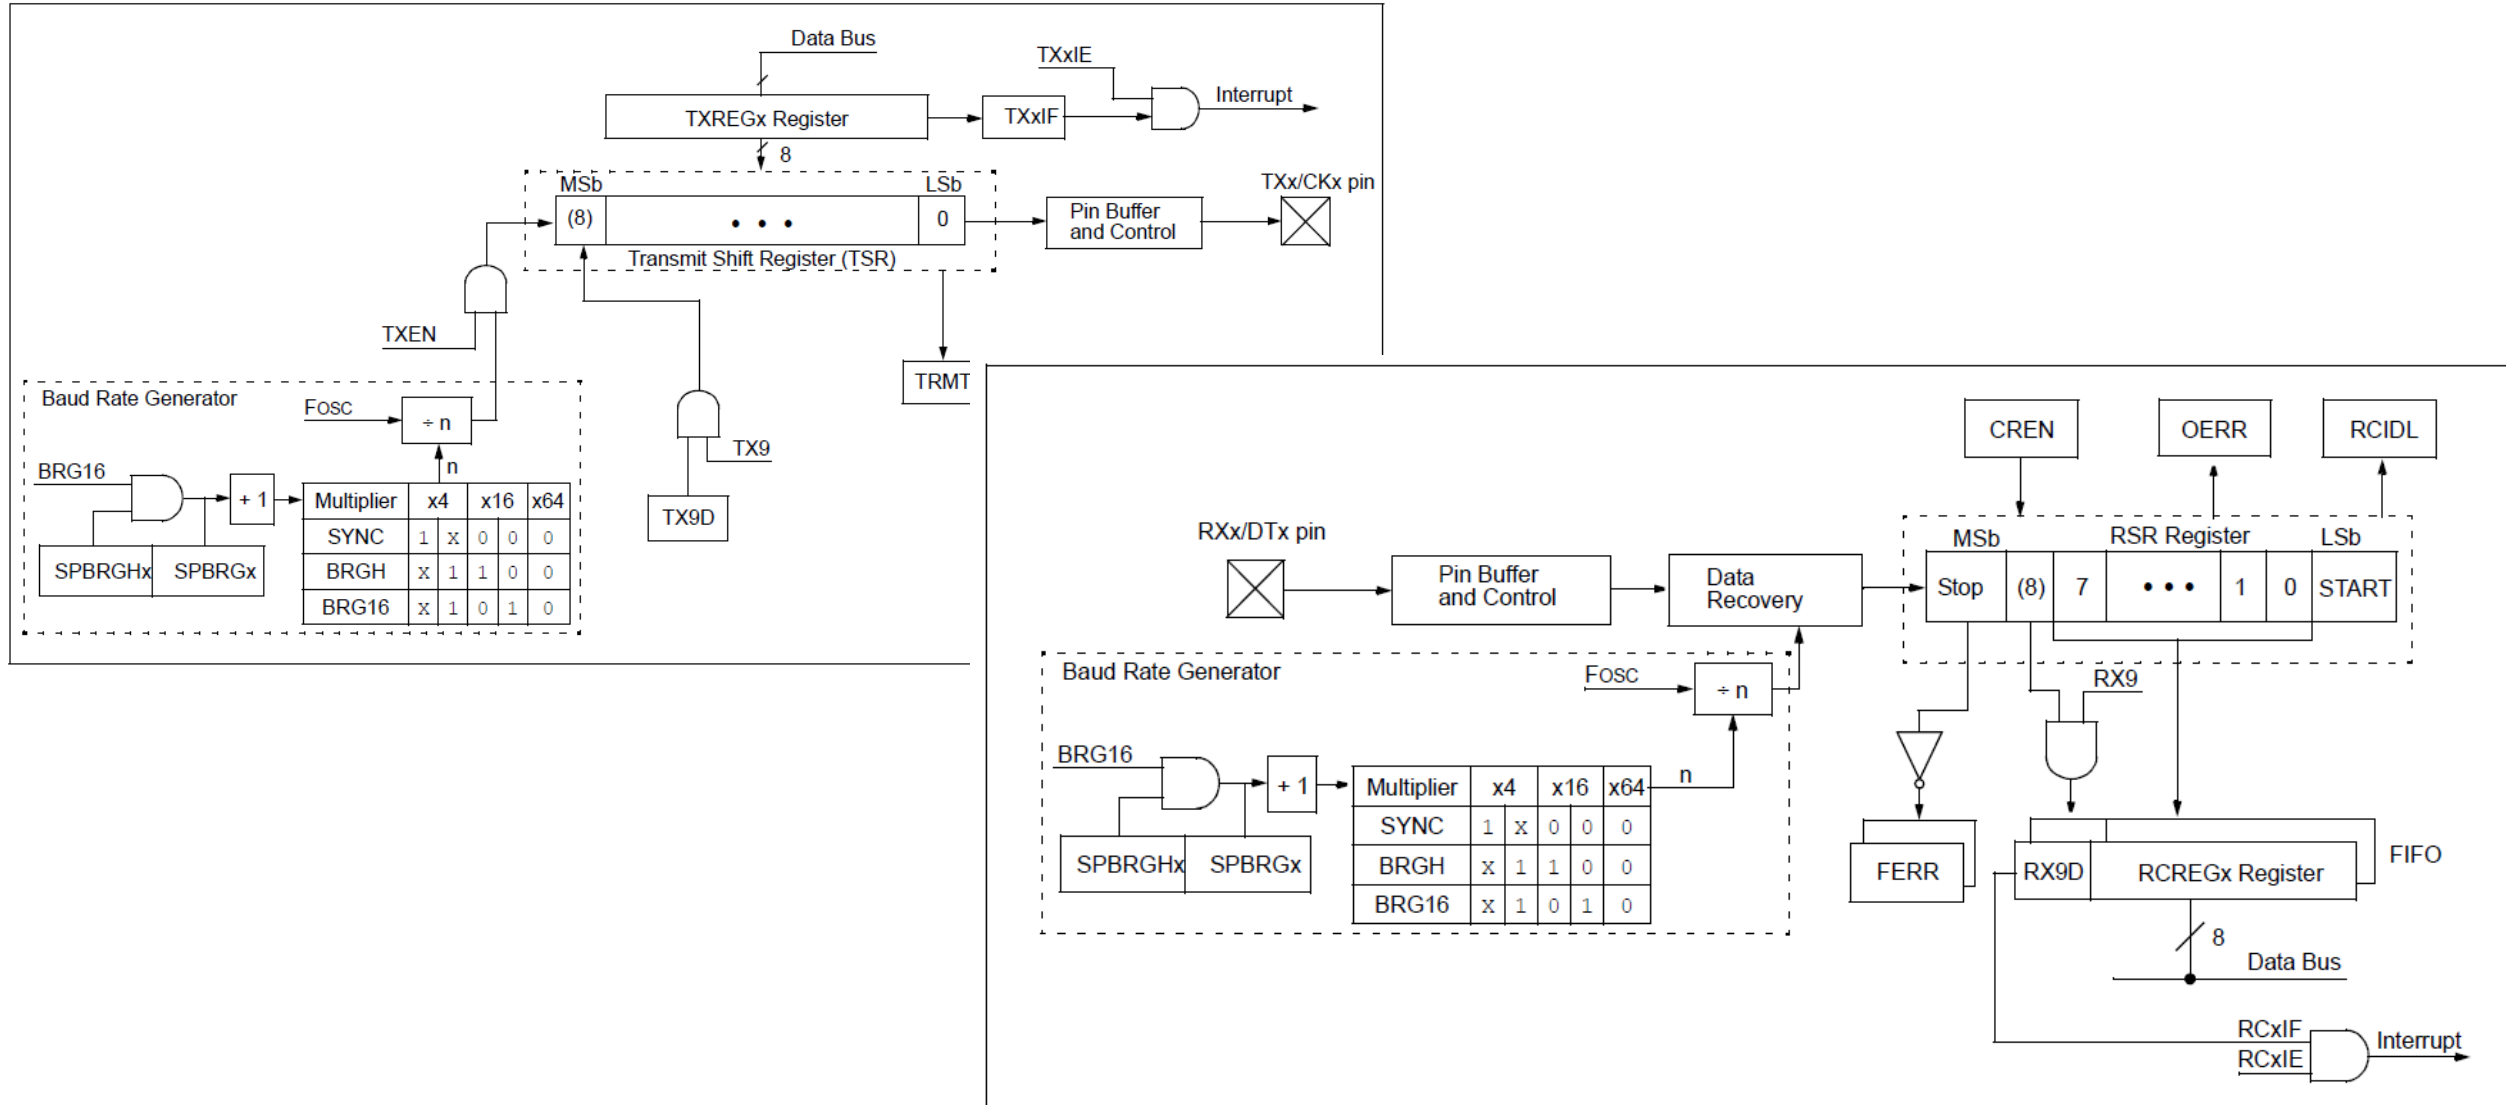 Data Bus
TXxIE
Interrupt
TXREGx Register
TXxIF
8
MSb
LSb
TXx/CKx pin
(8)
• • •
0
Pin Buffer
and Control
Transmit Shift Register (TSR)
TXEN
TRMT
Baud Rate Generator
FOSC
÷ n
TX9
BRG16
n
+ 1
Multiplier x4 x16 x64
SYNC 1 X 0 0 0
BRGH X 1 1 0 0
BRG16 X 1 0 1 0
SPBRGHx SPBRGx
TX9D
CREN
OERR
RCIDL
RXx/DTx pin
MSb
RSR Register
LSb
Pin Buffer
and Control
Data
Recovery
Stop (8) 7 • • • 1 0 START
Baud Rate Generator
FOSC
÷ n
RX9
BRG16
+ 1
n
Multiplier x4 x16 x64
SYNC 1 X 0 0 0
BRGH X 1 1 0 0
BRG16 X 1 0 1 0
SPBRGHx SPBRGx
FERR
RX9D
RCREGx Register
FIFO
8
Data Bus
RCxIF
RCxIE
Interrupt